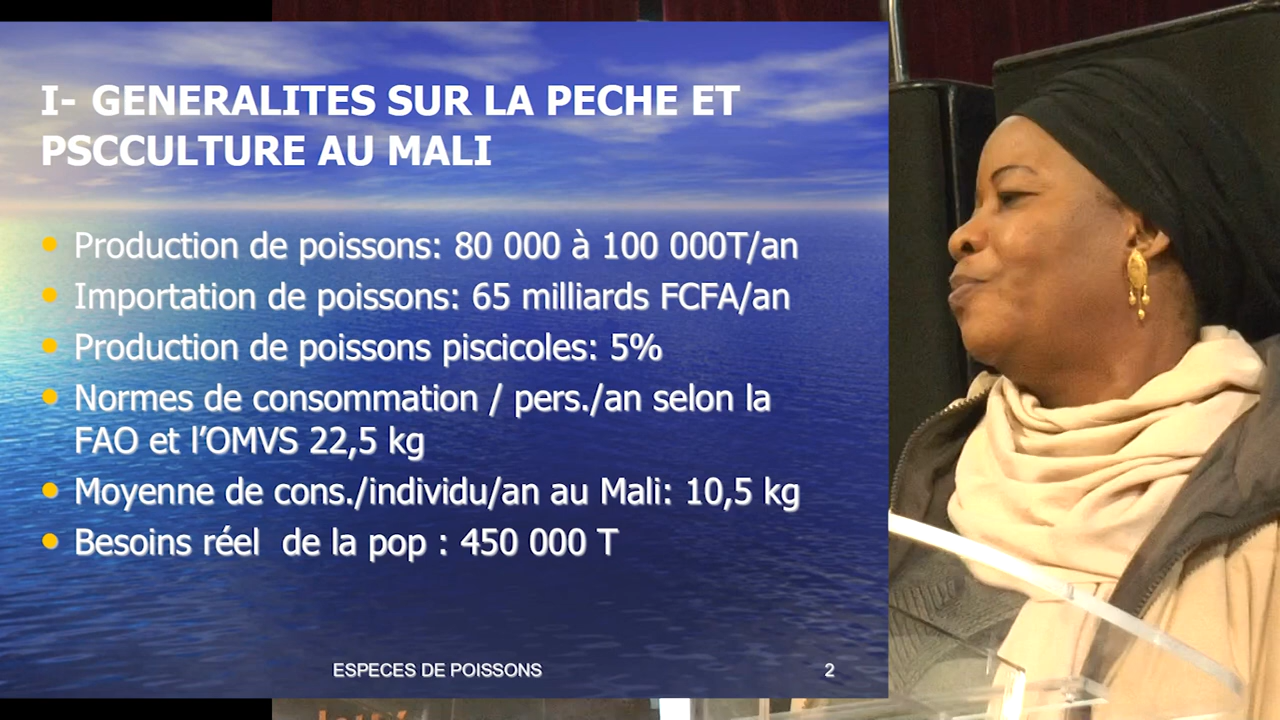 I- GENERALITES SUR LA PECHE ET
PSCCULTURE AU MALI
Production de poissons: 80 000 à 100 000T/an
Importation de poissons: 65 milliards FCFA/an
Production de poissons piscicoles: 5%
Normes de consommation / pers./an selon la
FAO et l’OMVS 22,5 kg
Moyenne de cons./individu/an au Mali: 10,5 kg
Besoins réel  de la pop : 450 000 T
ESPECES DE POISSONS 2